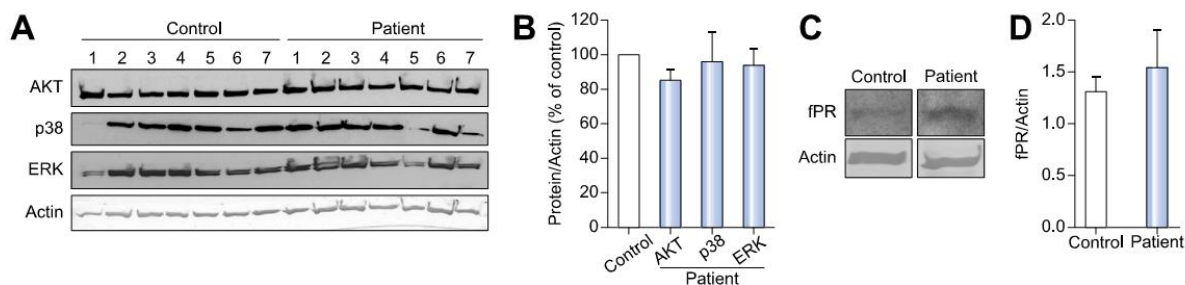 A
Control Patient
1 2 3 4 5 6 7 1 2 3 4 5 6 7
AKT
p38
ERK
Actin
B
Protein/Actin (% of control)
120
100
80
60
40
20
0
Control
AKT
p38
ERK
Patient
C
Control Patient
fPR
Actin
D
fPR/Actin
2.0
1.5
1.0
0.5
0.0
Control Patient